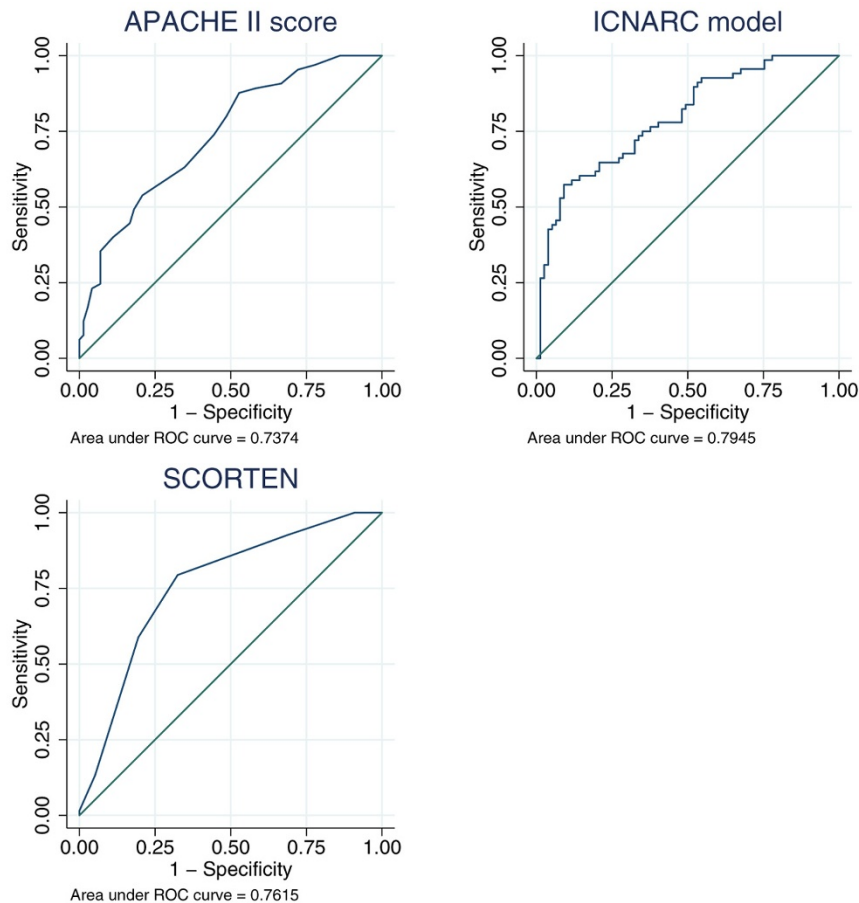 APACHE II score
1.00
0.75
0.50
0.25
0.00
Sensitivity
0.00 0.25 0.50 0.75 1.00
1 − Specificity
Area under ROC curve = 0.7374
ICNARC model
1.00
0.75
0.50
0.25
0.00
Sensitivity
0.00 0.25 0.50 0.75 1.00
1 − Specificity
Area under ROC curve = 0.7945
SCORTEN
1.00
0.75
0.50
0.25
0.00
Sensitivity
0.00 0.25 0.50 0.75 1.00
1 − Specificity
Area under ROC curve = 0.7615